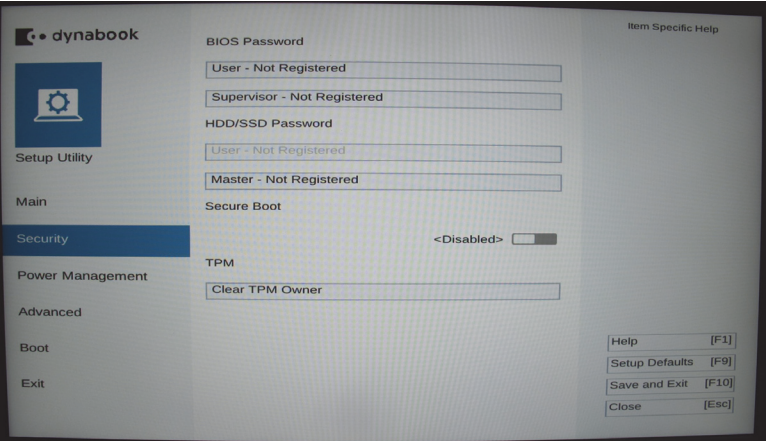 dynabook
Setup Utility
Main
Security
Power Management
Advanced
Boot
Exit
BIOS Password
User - Not Registered
Supervisor - Not Registered
HDD/SSD Password
User - Not Registered
Master - Not Registered
Secure Boot
<Disabled>
TPM
Clear TPM Owner
Item Specific Help
Help [F1]
Setup Defaults [F9]
Save and Exit [F10]
Close [Esc]